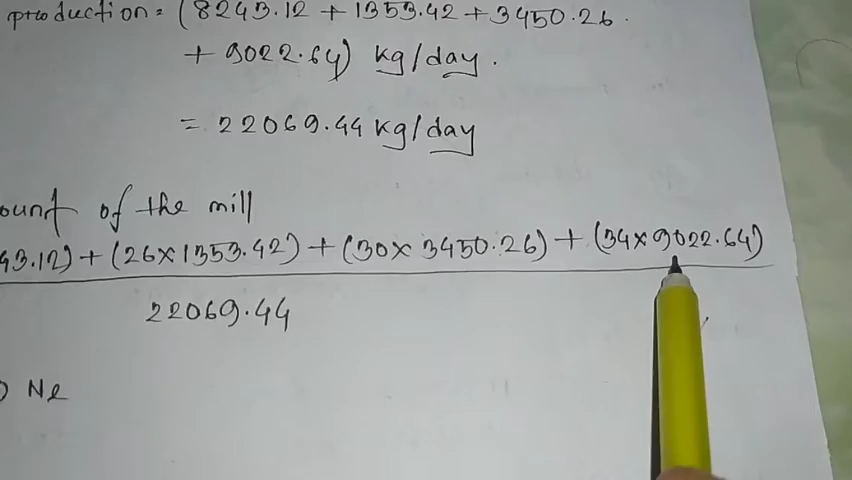 production = (8243.12 + 1353.42 + 3450.26
+ 9022.64) kg/day.
= 22069.44 kg/day
ount of the mill
43.12) + (26×1353.42) + (30×3450.26) + (34×9022.64)
22069.44
) Ne